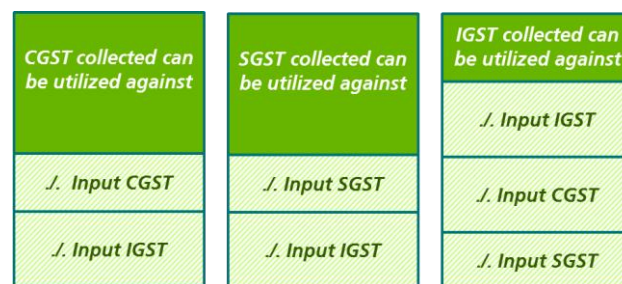 CGST collected can
be utilized against
./. Input CGST
./. Input IGST
SGST collected can
be utilized against
./. Input SGST
./. Input IGST
IGST collected can
be utilized against
./. Input IGST
./. Input CGST
./. Input SGST